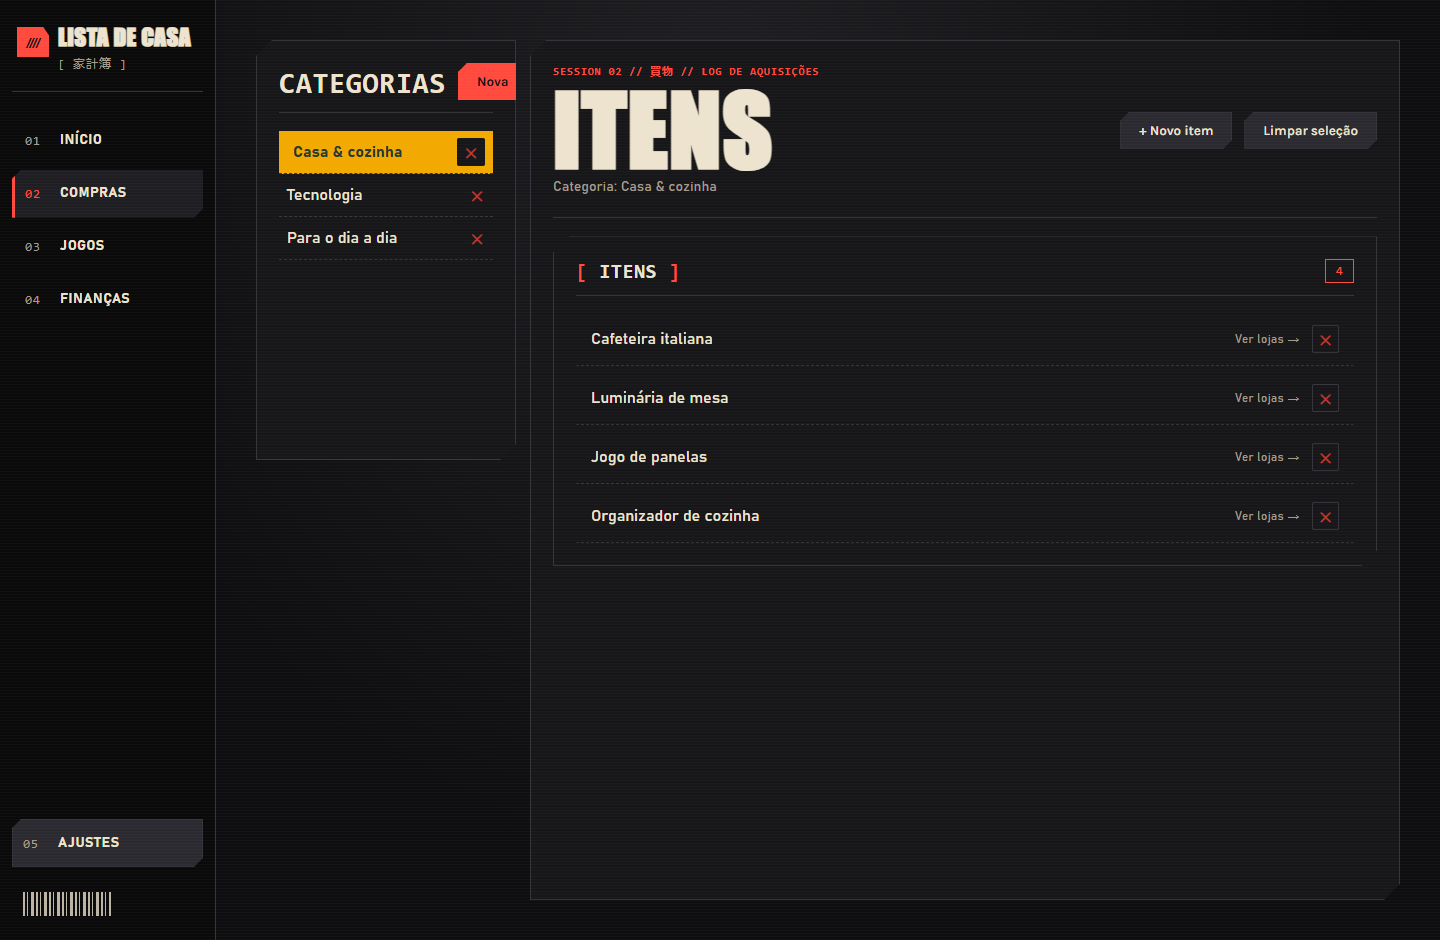 LISTA DE CASA
[ 家計簿 ]
01 INÍCIO
02 COMPRAS
03 JOGOS
04 FINANÇAS
05 AJUSTES
CATEGORIAS
Nova
Casa & cozinha ×
Tecnologia ×
Para o dia a dia ×
SESSION 02 // 買物 // LOG DE AQUISIÇÕES
ITENS
Categoria: Casa & cozinha
+ Novo item
Limpar seleção
[ ITENS ]
4
Cafeteira italiana Ver lojas → ×
Luminária de mesa Ver lojas → ×
Jogo de panelas Ver lojas → ×
Organizador de cozinha Ver lojas → ×